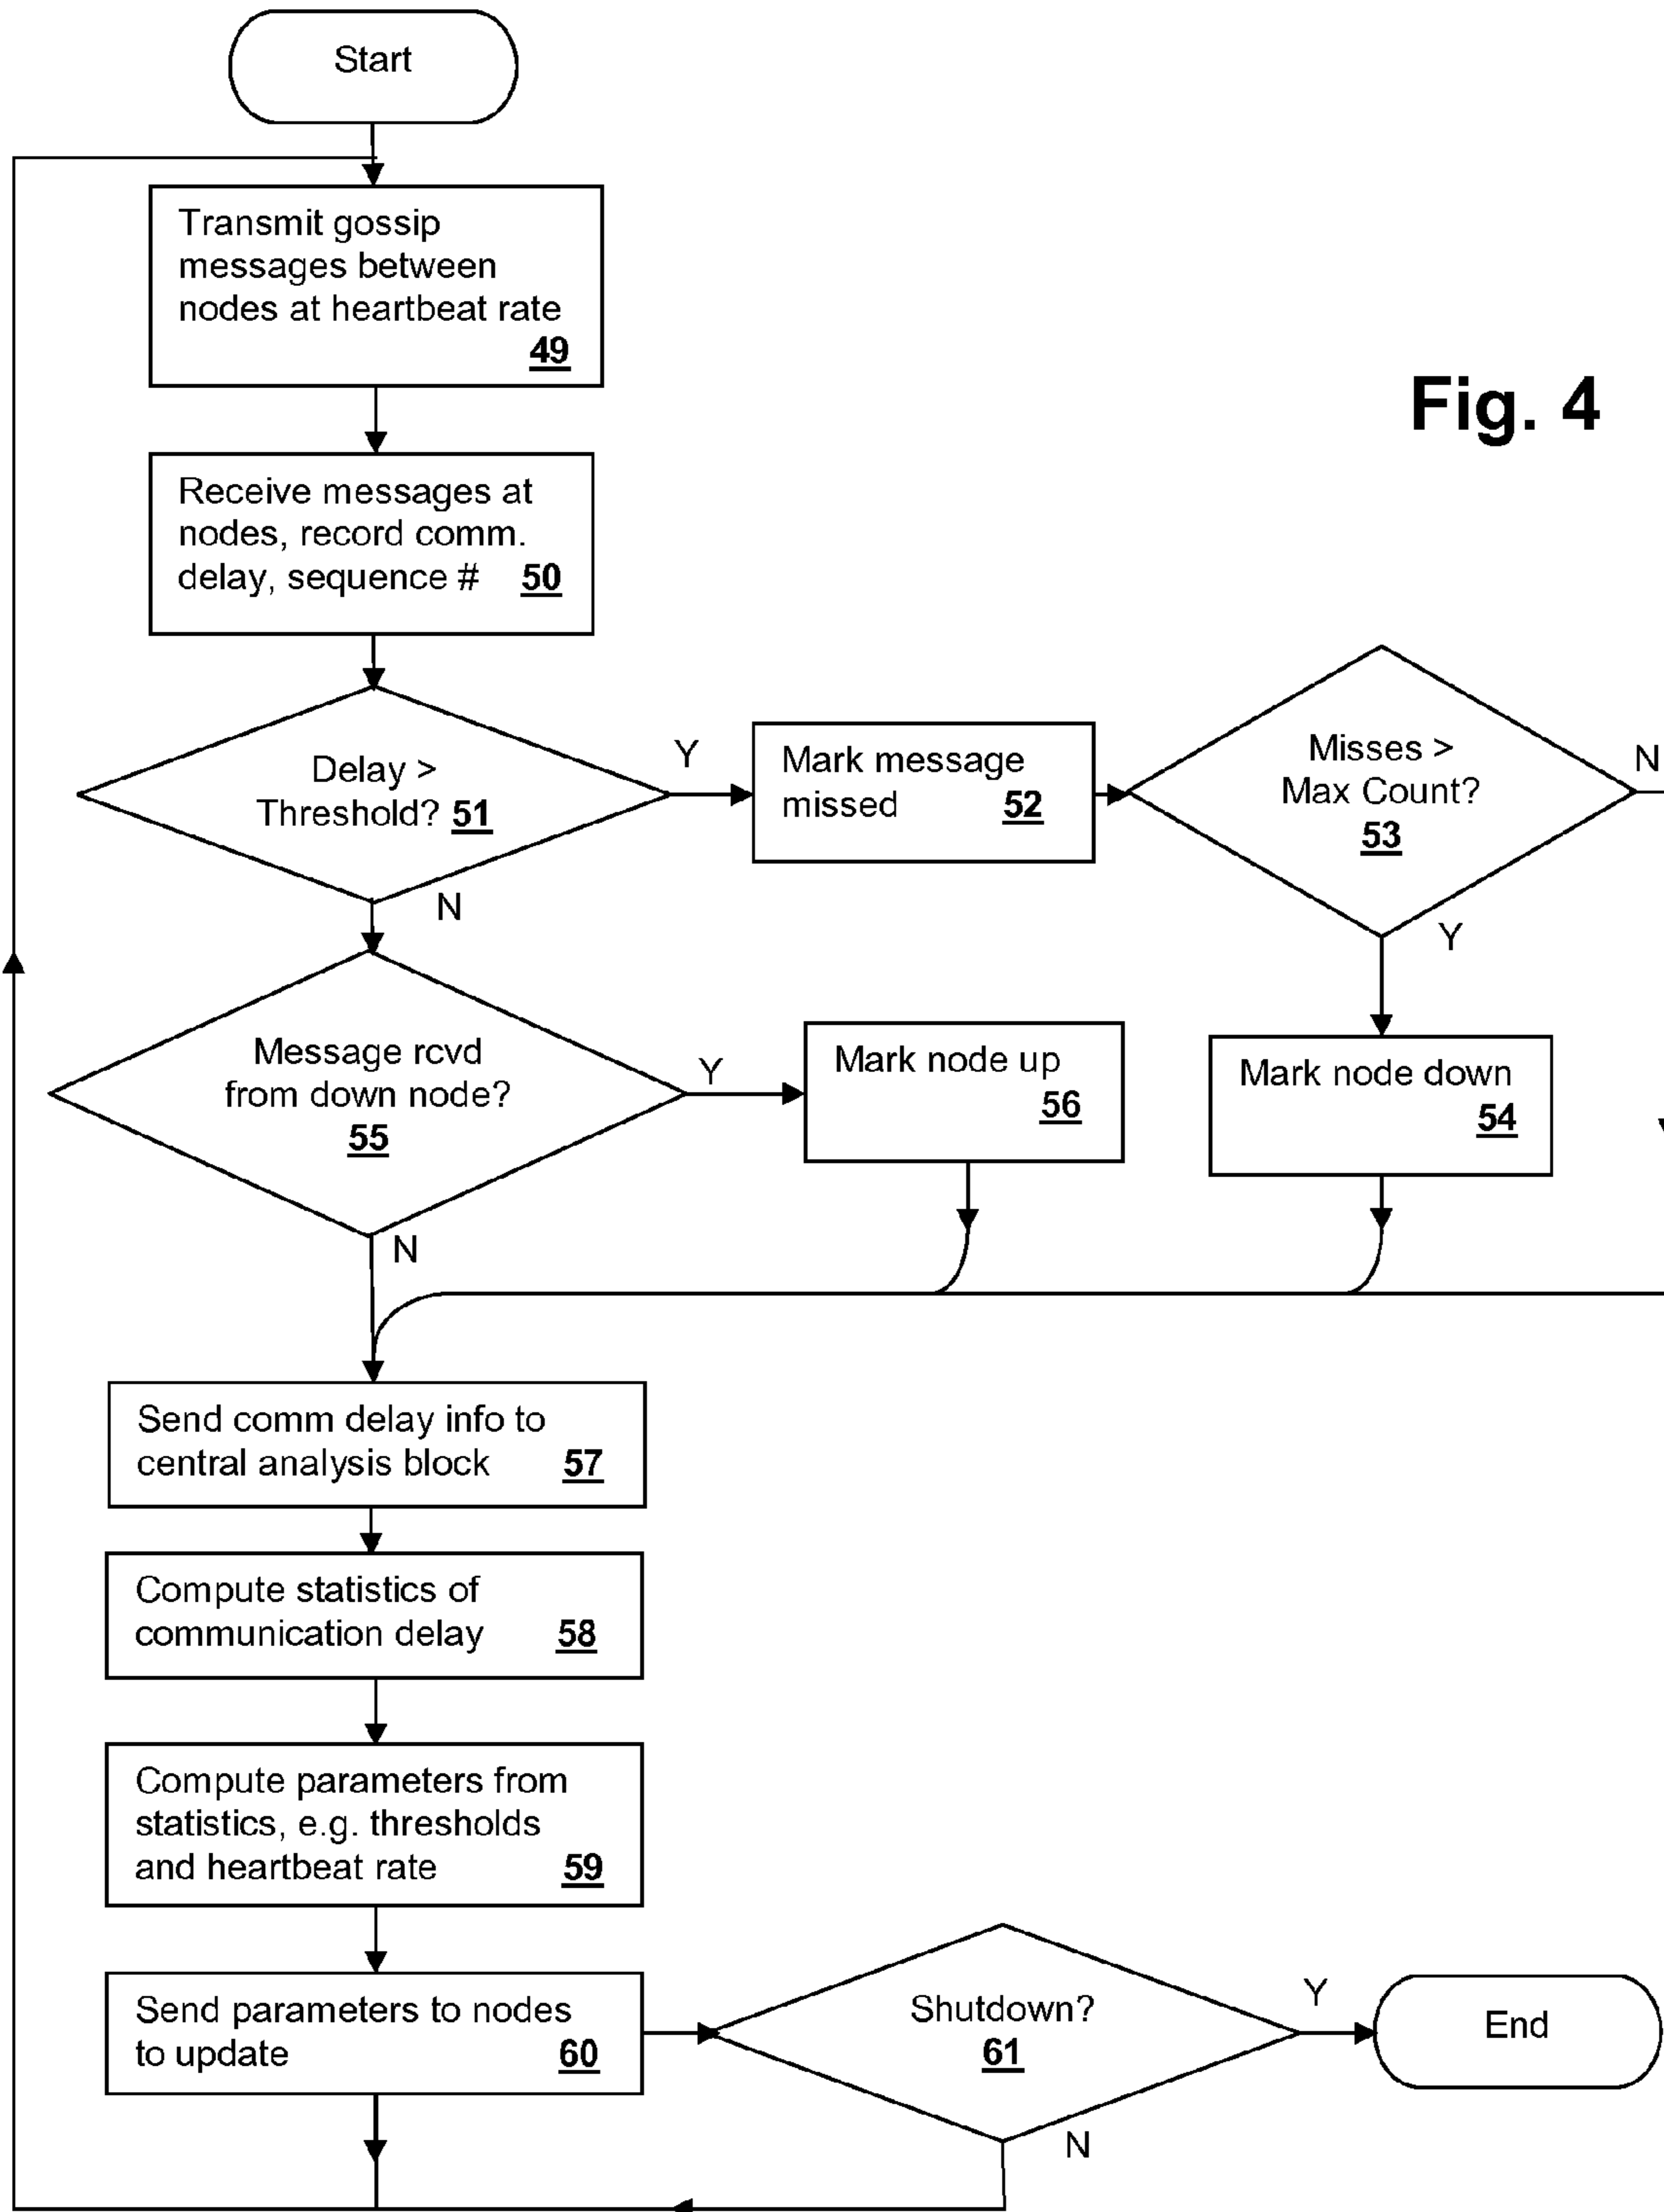 Start
Transmit gossip
messages between
nodes at heartbeat rate
49
Fig. 4
Receive messages at
nodes, record comm.
delay, sequence # 50
Delay >
Threshold? 51
Y
N
Mark message
missed 52
Misses >
Max Count?
53
N
Y
Message rcvd
from down node?
55
Y
N
Mark node up
56
Mark node down
54
Send comm delay info to
central analysis block 57
Compute statistics of
communication delay 58
Compute parameters from
statistics, e.g. thresholds
and heartbeat rate 59
Send parameters to nodes
to update 60
Shutdown?
61
Y
N
End